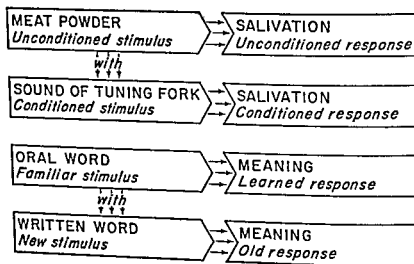 MEAT POWDER
Unconditioned stimulus
SALIVATION
Unconditioned response
with
SOUND OF TUNING FORK
Conditioned stimulus
SALIVATION
Conditioned response
ORAL WORD
Familiar stimulus
MEANING
Learned response
with
WRITTEN WORD
New stimulus
MEANING
Old response